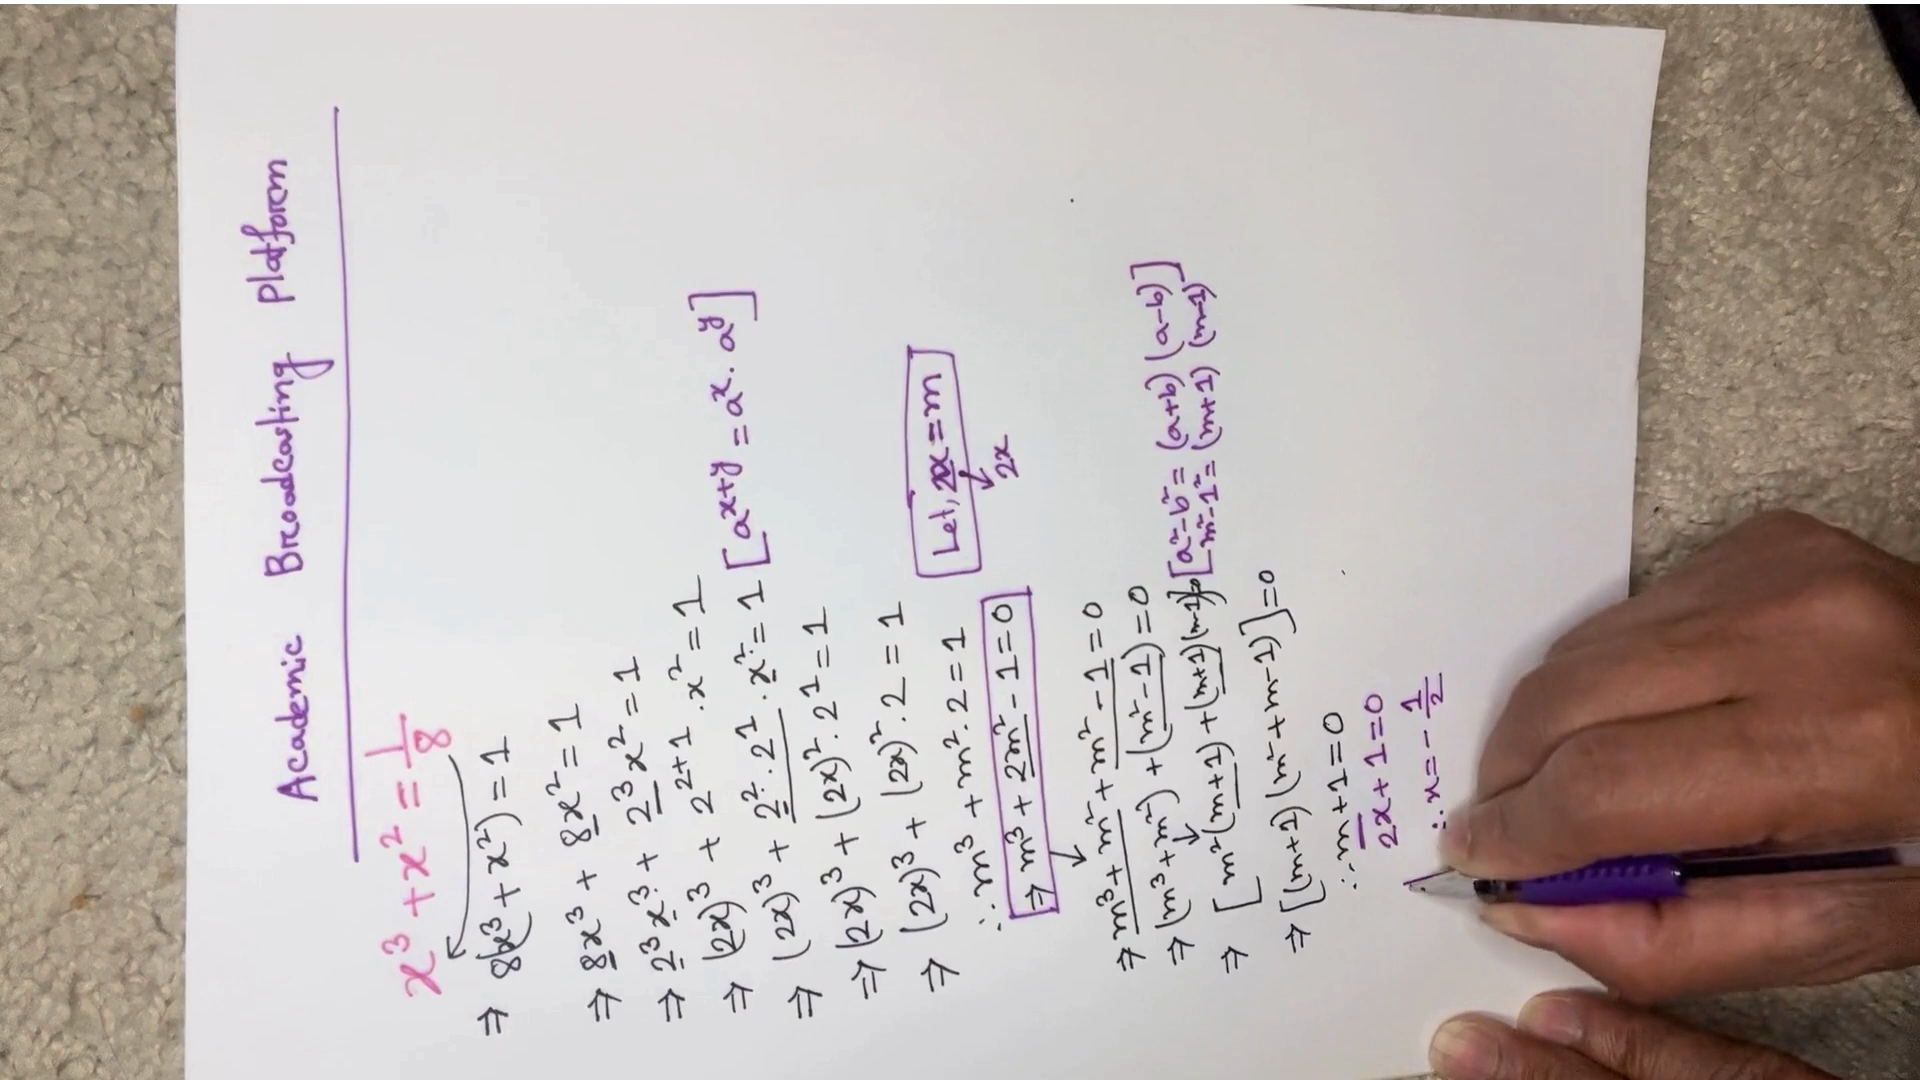 Academic Broadcasting Platform
x³ + x² = 1/8
⇒ 8(x³ + x²) = 1
⇒ 8x³ + 8x² = 1
⇒ 2³x³ + 2³x² = 1
⇒ (2x)³ + 2²⁺¹ . x² = 1
⇒ (2x)³ + 2² . 2¹ . x² = 1 [aˣ⁺ʸ = aˣ . aʸ]
⇒ (2x)³ + (2x)² . 2¹ = 1
⇒ (2x)³ + (2x)² . 2 = 1
∴ m³ + m² . 2 = 1 Let, 2x = m
⇒ m³ + 2m² - 1 = 0 2x
⇒ m³ + m² + m² - 1 = 0
⇒ (m³ + m²) + (m² - 1) = 0
⇒ [m²(m+1) + (m+1)(m-1)]=0 [a² - b² = (a+b) (a-b)]
m² - 1² = (m+1) (m-1)
⇒ [(m+1) (m² + m - 1)] = 0
∴ m + 1 = 0
2x + 1 = 0
∴ x = - 1/2